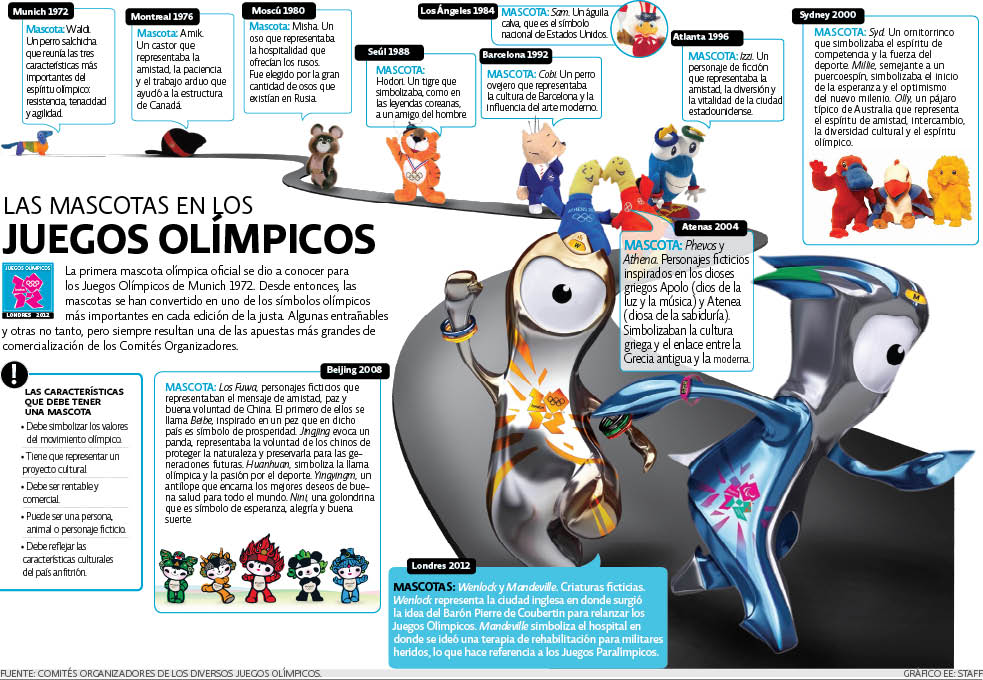 Munich 1972
Mascota: Waldi.
Un perro salchicha
que reunía las tres
características más
importantes del
espíritu olímpico:
resistencia, tenacidad
y agilidad.
Montreal 1976
Mascota: Amik.
Un castor que
representaba la
amistad, la paciencia
y el trabajo arduo que
ayudó a la estructura
de Canadá.
Moscú 1980
Mascota: Misha. Un
oso que representaba
la hospitalidad que
ofrecían los rusos.
Fue elegido por la gran
cantidad de osos que
existían en Rusia.
Seúl 1988
MASCOTA:
Hodori. Un tigre que
simbolizaba, como en
las leyendas coreanas,
a un amigo del hombre
Los Ángeles 1984
MASCOTA: Sam. Un águila
calva, que es el símbolo
nacional de Estados Unidos.
Barcelona 1992
MASCOTA: Cobi. Un perro
ovejero que representaba
la cultura de Barcelona y la
influencia del arte moderno.
Atlanta 1996
MASCOTA: Izzi. Un
personaje de ficción
que representaba la
amistad, la diversión y
la vitalidad de la ciudad
estadounidense.
Sydney 2000
MASCOTA: Syd. Un ornitorrinco
que simbolizaba el espíritu de
competencia y la fuerza del
deporte. Millie, semejante a un
puercoespín, simbolizaba el inicio
de la esperanza y el optimismo
del nuevo milenio. Olly, un pájaro
típico de Australia que representa
el espíritu de amistad, intercambio,
la diversidad cultural y el espíritu
olímpico.
LAS MASCOTAS EN LOS
JUEGOS OLÍMPICOS
JUEGOS OLÍMPICOS
LONDRES 2012
La primera mascota olímpica oficial se dio a conocer para
los Juegos Olímpicos de Munich 1972. Desde entonces, las
mascotas se han convertido en uno de los símbolos olímpicos
más importantes en cada edición de la justa. Algunas entrañables
y otras no tanto, pero siempre resultan una de las apuestas más grandes de
comercialización de los Comités Organizadores.
Atenas 2004
MASCOTA: Phevos y
Athena. Personajes ficticios
inspirados en los dioses
griegos Apolo (dios de la
luz y la música) y Atenea
(diosa de la sabiduría).
Simbolizaban la cultura
griega y el enlace entre la
Grecia antigua y la moderna.
!
LAS CARACTERÍSTICAS
QUE DEBE TENER
UNA MASCOTA
• Debe simbolizar los valores
del movimiento olímpico.
• Tiene que representar un
proyecto cultural.
• Debe ser rentable y
comercial.
• Puede ser una persona,
animal o personaje ficticio.
• Debe reflejar las
características culturales
del país anfitrión.
Beijing 2008
MASCOTA: Los Fuwa, personajes ficticios que
representaban el mensaje de amistad, paz y
buena voluntad de China. El primero de ellos se
llama Beibe, inspirado en un pez que en dicho
país es símbolo de prosperidad. Jingjing evoca un
panda, representaba la voluntad de los chinos de
proteger la naturaleza y preservarla para las ge-
neraciones futuras. Huanhuan, simboliza la llama
olímpica y la pasión por el deporte. Yingyingm, un
antílope que encarna los mejores deseos de bue-
na salud para todo el mundo. Nini, una golondrina
que es símbolo de esperanza, alegría y buena
suerte.
Londres 2012
MASCOTAS: Wenlock y Mandeville. Criaturas ficticias.
Wenlock representa la ciudad inglesa en donde surgió
la idea del Barón Pierre de Coubertin para relanzar los
Juegos Olímpicos. Mandeville simboliza el hospital en
donde se ideó una terapia de rehabilitación para militares
heridos, lo que hace referencia a los Juegos Paralímpicos.
FUENTE: COMITÉS ORGANIZADORES DE LOS DIVERSOS JUEGOS OLÍMPICOS.
GRÁFICO EE: STAFF